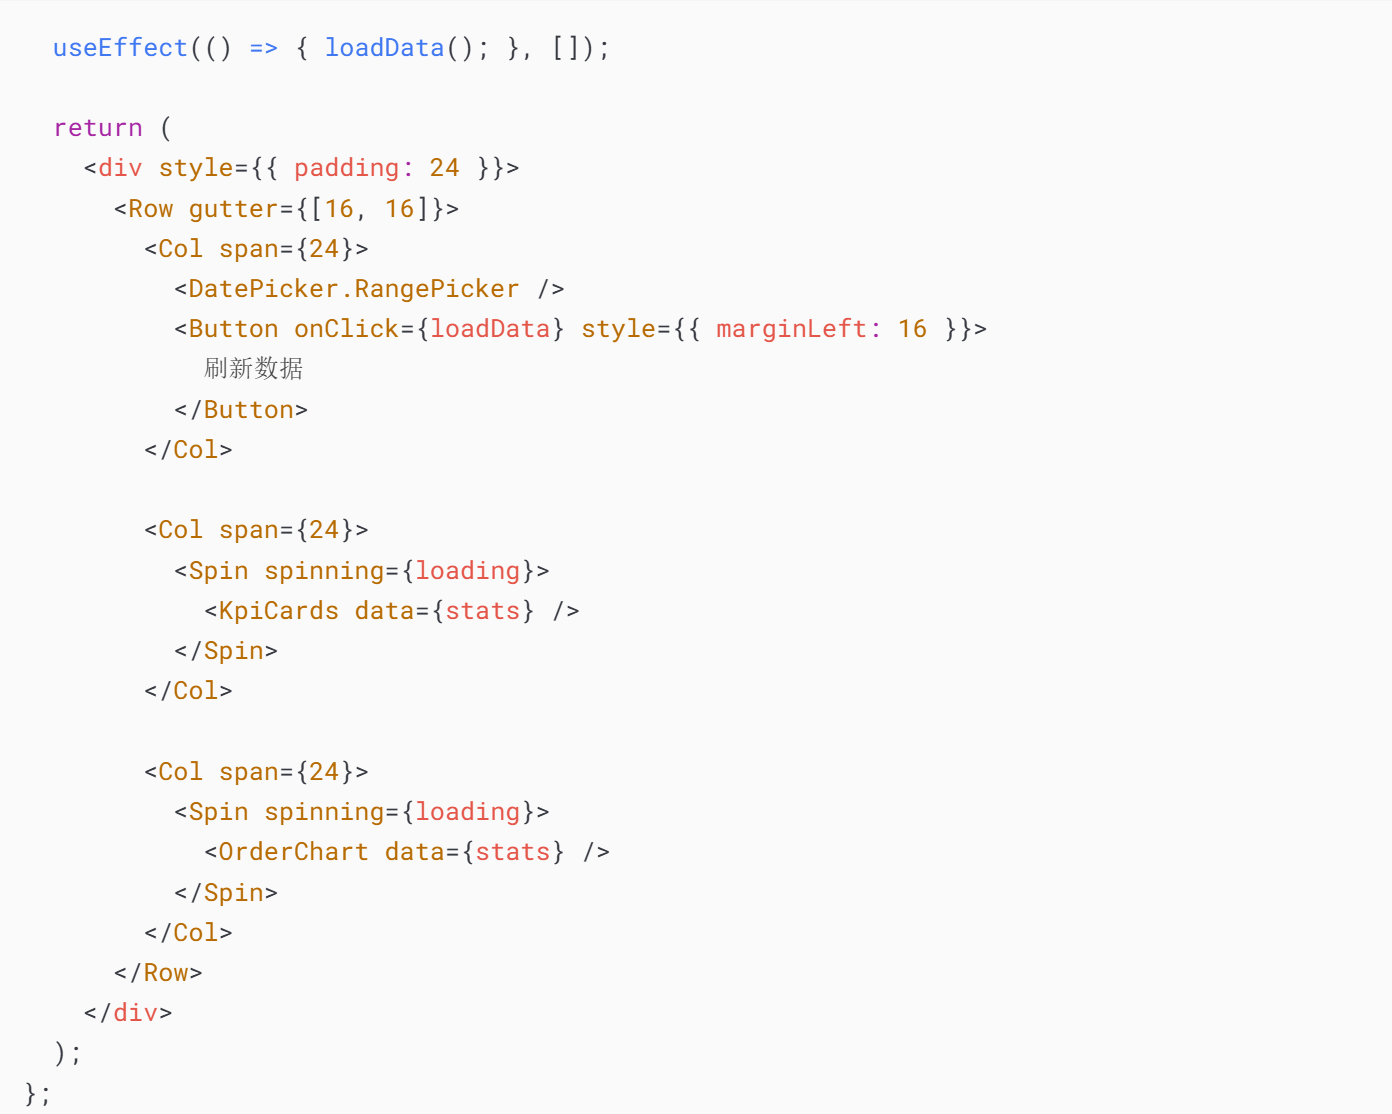 useEffect(() => { loadData(); }, []);
return (
<div style={{ padding: 24 }}>
<Row gutter={[16, 16]}>
<Col span={24}>
<DatePicker.RangePicker />
<Button onClick={loadData} style={{ marginLeft: 16 }}>
刷新数据
</Button>
</Col>
<Col span={24}>
<Spin spinning={loading}>
<KpiCards data={stats} />
</Spin>
</Col>
<Col span={24}>
<Spin spinning={loading}>
<OrderChart data={stats} />
</Spin>
</Col>
</Row>
</div>
);
};